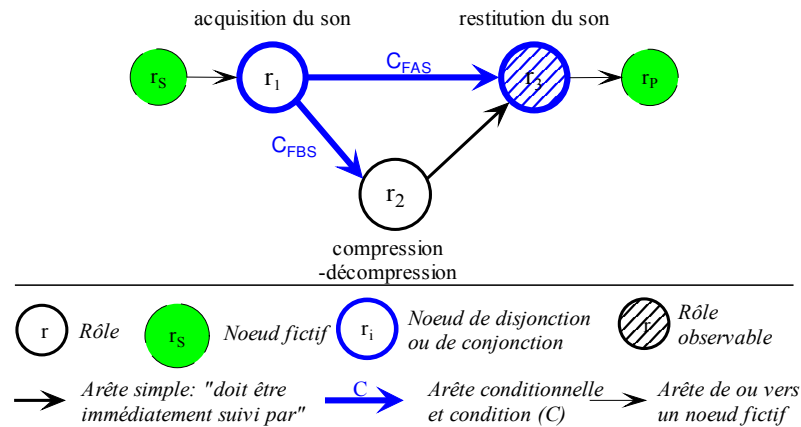 acquisition du son
restitution du son
r_S
r_1
C_FAS
r_3
r_P
C_FBS
r_2
compression
-décompression
r
Rôle
r_S
Noeud fictif
r_i
Noeud de disjonction
ou de conjonction
r
Rôle
observable
Arête simple: "doit être
immédiatement suivi par"
C
Arête conditionnelle
et condition (C)
Arête de ou vers
un noeud fictif